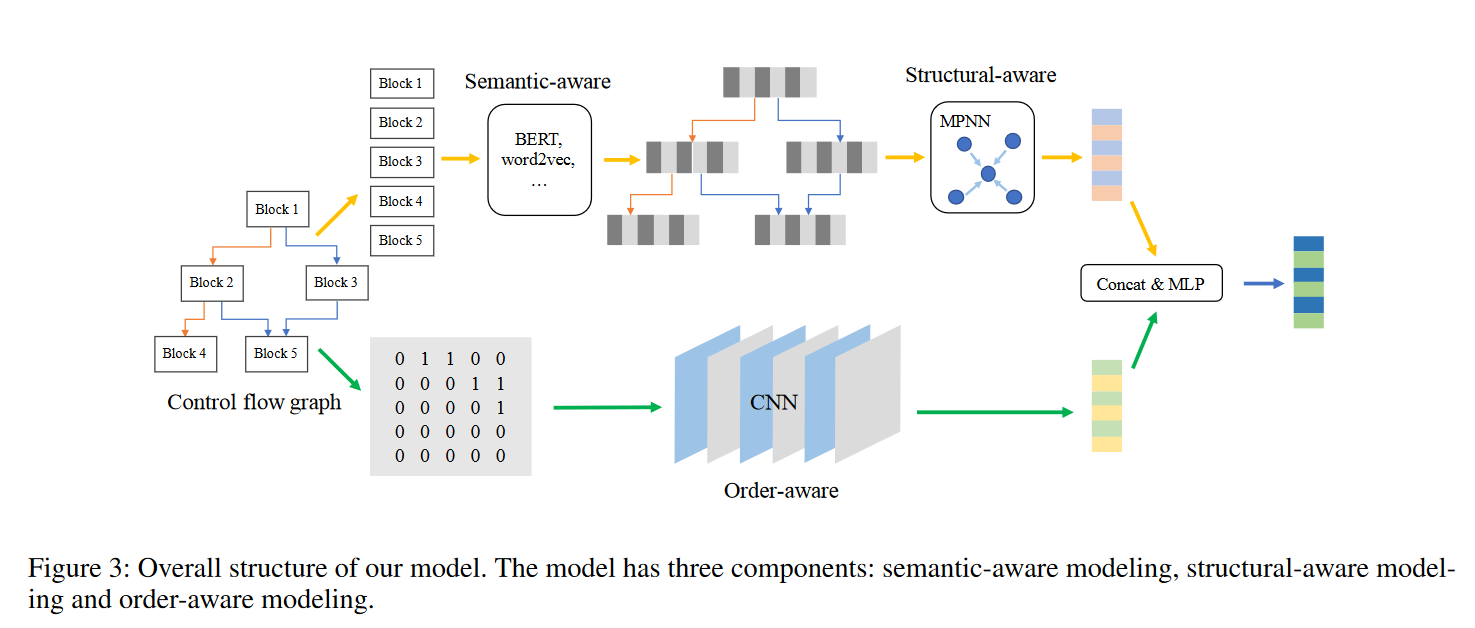 Block 1
Block 2
Block 3
Block 4
Block 5
Semantic-aware
BERT,
word2vec,
…
Structural-aware
MPNN
Block 1
Block 2
Block 3
Block 4
Block 5
Control flow graph
0 1 1 0 0
0 0 0 1 1
0 0 0 0 1
0 0 0 0 0
0 0 0 0 0
CNN
Order-aware
Concat & MLP
Figure 3: Overall structure of our model. The model has three components: semantic-aware modeling, structural-aware model-
ing and order-aware modeling.